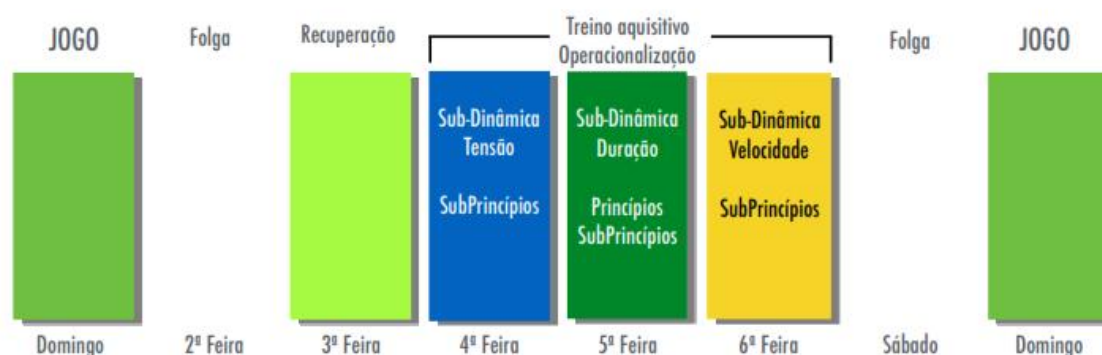 JOGO
Folga
Recuperação
Treino aquisitivo
Operacionalização
Folga
JOGO
Sub-Dinâmica
Tensão
SubPrincípios
Sub-Dinâmica
Duração
Princípios
SubPrincípios
Sub-Dinâmica
Velocidade
SubPrincípios
Domingo
2ª Feira
3ª Feira
4ª Feira
5ª Feira
6ª Feira
Sábado
Domingo